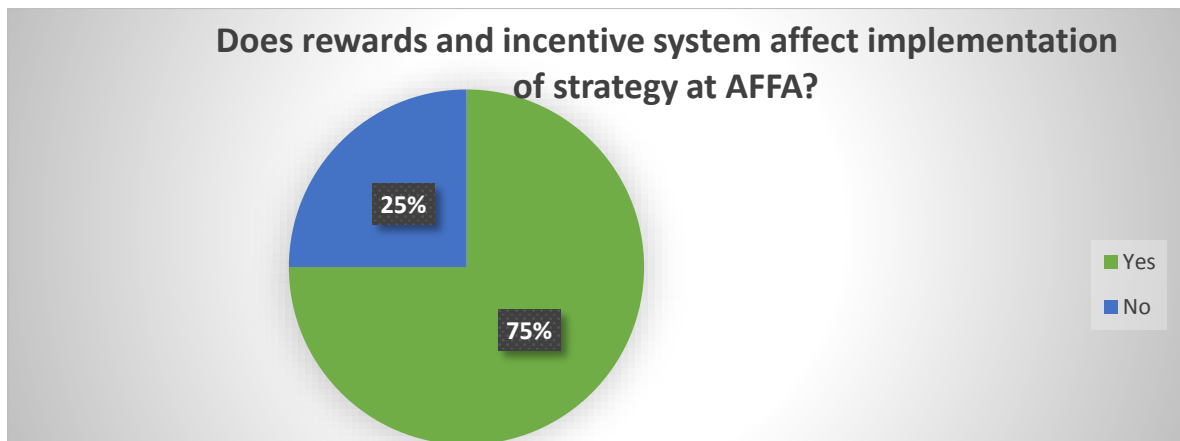 Does rewards and incentive system affect implementation
of strategy at AFFA?
25%
75%
Yes
No